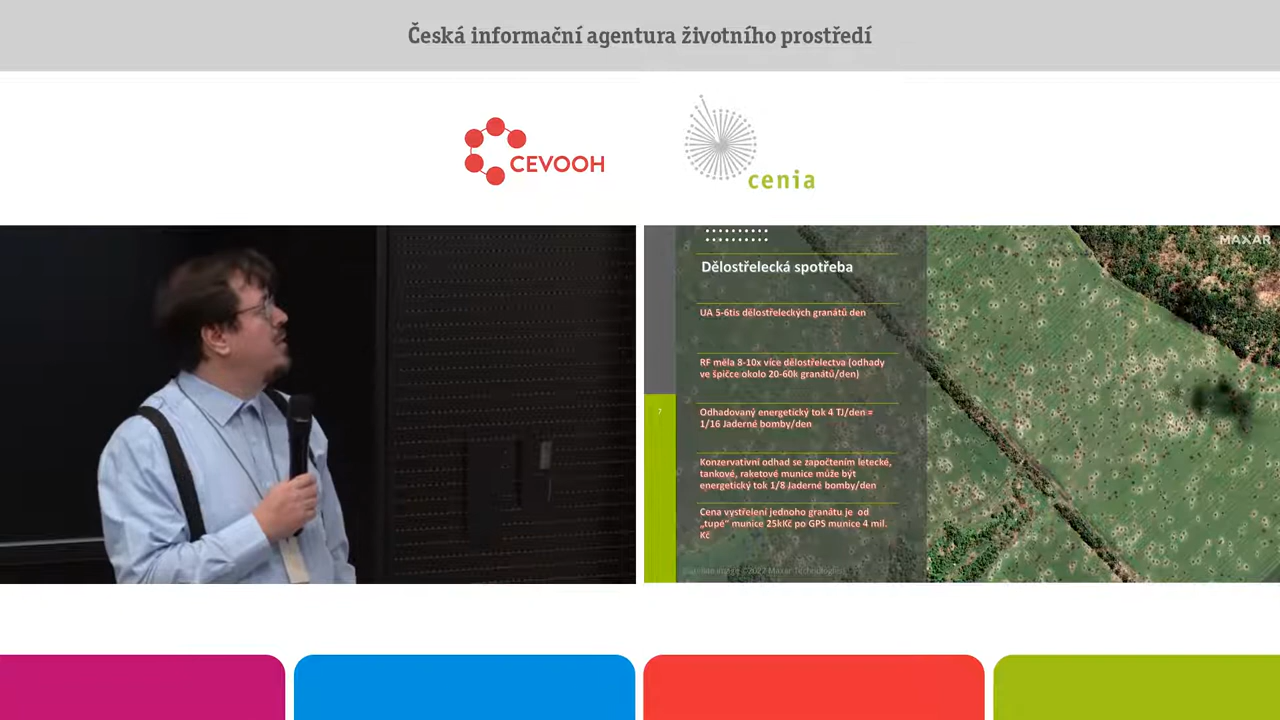 Česká informační agentura životního prostředí
CEVOOH
cenia
MAXAR
Dělostřelecká spotřeba
UA 5-6tis dělostřeleckých granátů den
RF měla 8-10x více dělostřelectva (odhady
ve špičce okolo 20-60k granátů/den)
7
Odhadovaný energetický tok 4 TJ/den =
1/16 Jaderné bomby/den
Konzervativní odhad se započtením letecké,
tankové, raketové munice může být
energetický tok 1/8 Jaderné bomby/den
Cena vystřelení jednoho granátu je od
„tupé" munice 25kKč po GPS munice 4 mil.
Kč